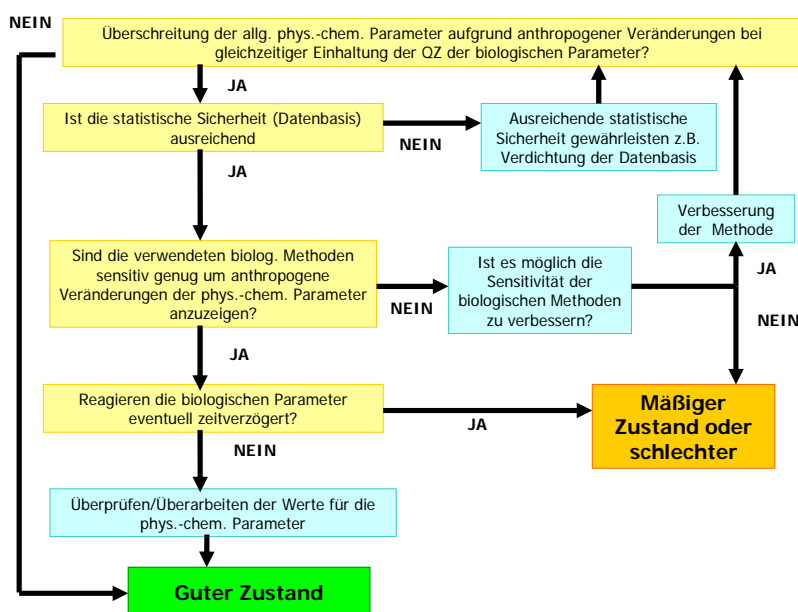 NEIN
Überschreitung der allg. phys.-chem. Parameter aufgrund anthropogener Veränderungen bei
gleichzeitiger Einhaltung der QZ der biologischen Parameter?
JA
Ist die statistische Sicherheit (Datenbasis)
ausreichend
NEIN
Ausreichende statistische
Sicherheit gewährleisten z.B.
Verdichtung der Datenbasis
JA
Verbesserung
der Methode
Sind die verwendeten biolog. Methoden
sensitiv genug um anthropogene
Veränderungen der phys.-chem. Parameter
anzuzeigen?
NEIN
Ist es möglich die
Sensitivität der
biologischen Methoden
zu verbessern?
JA
NEIN
JA
Reagieren die biologischen Parameter
eventuell zeitverzögert?
JA
Mäßiger
Zustand oder
schlechter
NEIN
Überprüfen/Überarbeiten der Werte für die
phys.-chem. Parameter
Guter Zustand